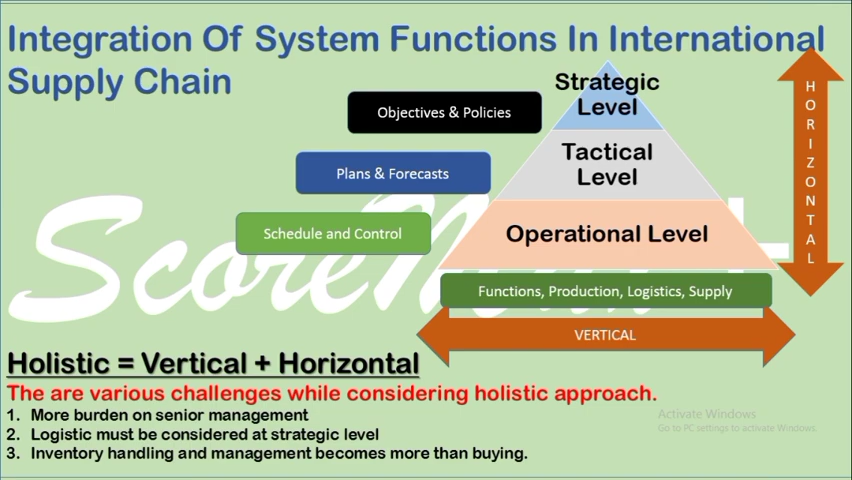 Integration Of System Functions In International
Supply Chain
Strategic
Level
Objectives & Policies
Tactical
Level
Plans & Forecasts
Operational Level
Schedule and Control
HORIZONTAL
Functions, Production, Logistics, Supply
VERTICAL
Holistic = Vertical + Horizontal
The are various challenges while considering holistic approach.
1. More burden on senior management
2. Logistic must be considered at strategic level
3. Inventory handling and management becomes more than buying.
Activate Windows
Go to PC settings to activate Windows.